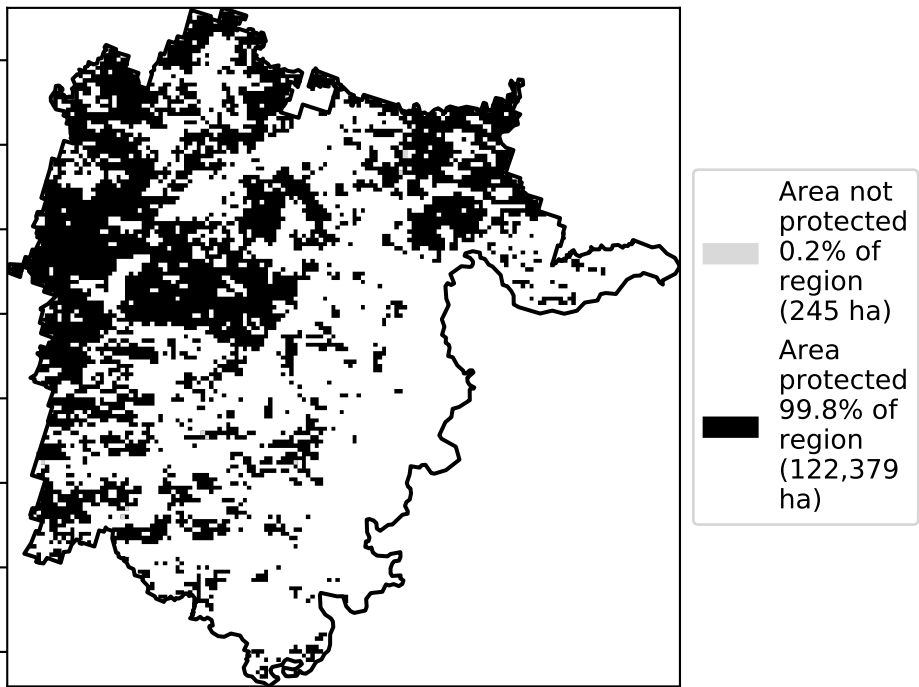 Area not
protected
0.2% of
region
(245 ha)
Area
protected
99.8% of
region
(122,379
ha)